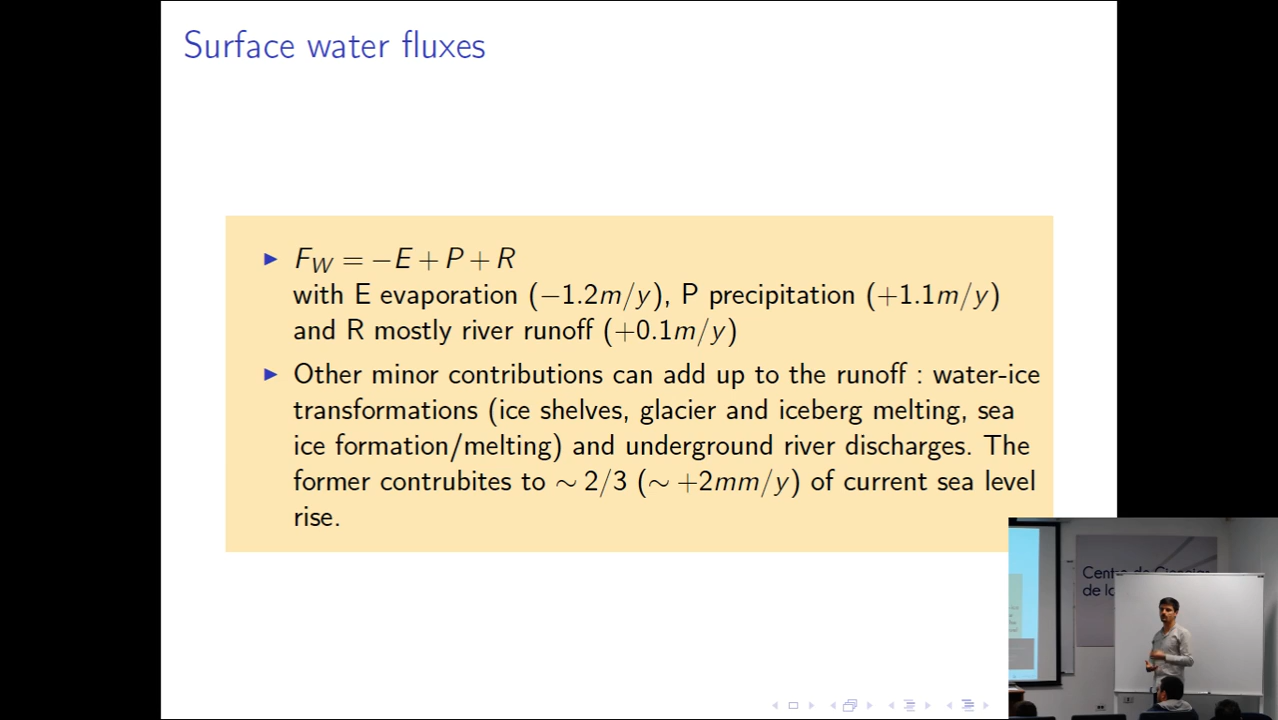 Surface water fluxes
▶ F_W = −E + P + R
with E evaporation (−1.2m/y), P precipitation (+1.1m/y)
and R mostly river runoff (+0.1m/y)
▶ Other minor contributions can add up to the runoff : water-ice
transformations (ice shelves, glacier and iceberg melting, sea
ice formation/melting) and underground river discharges. The
former contrubites to ∼ 2/3 (∼ +2mm/y) of current sea level
rise.
de